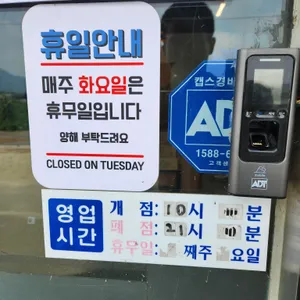 휴일안내
매주 화요일은
휴무일입니다
양해 부탁드려요
CLOSED ON TUESDAY
캡스경비
ADT
1588-6
고객센
ADT
영업
시간
개 점: 10시 분
폐 점: 21시 분
휴무일: 째주 요일